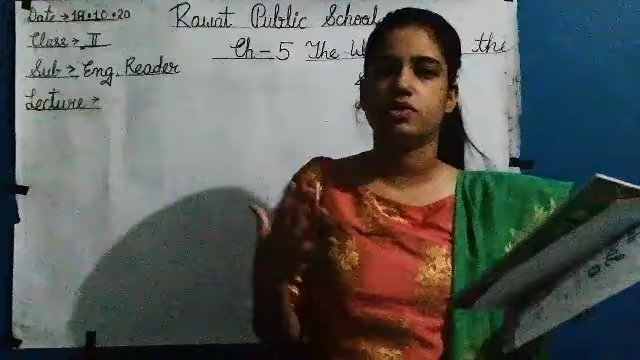 Date → 18.10.20
Rawat Public School
Class → II
Ch - 5 The W the
Sub → Eng. Reader
Lecture →